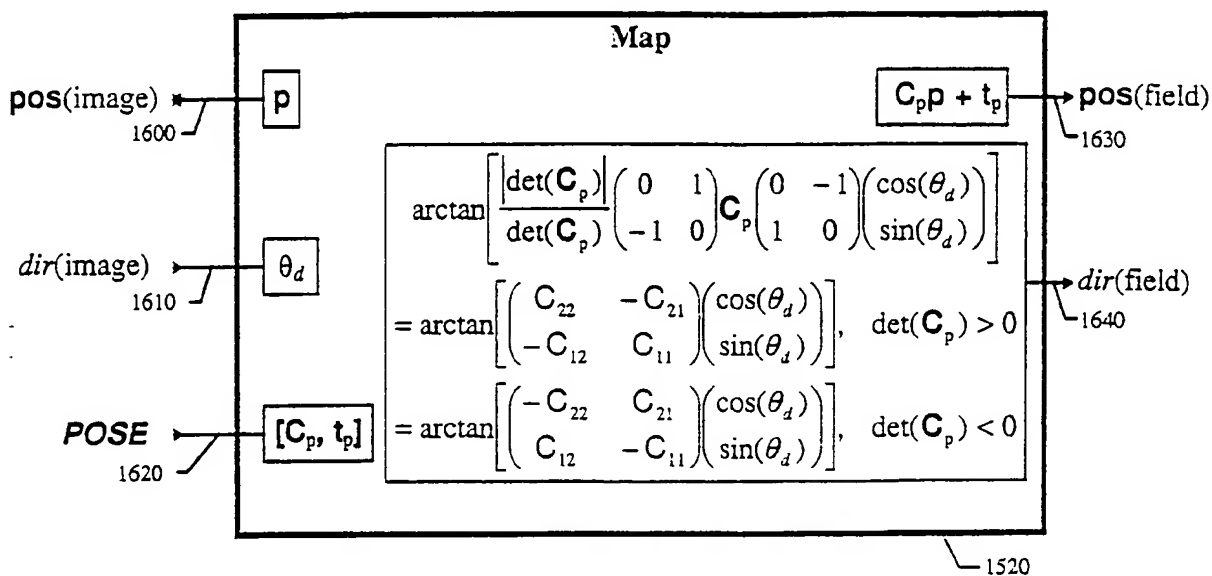 Map
pos(image) p C_p p + t_p pos(field)
1600 1630
arctan[ |det(C_p)| / det(C_p) ( 0 1 ; -1 0 ) C_p ( 0 -1 ; 1 0 ) ( cos(θ_d) ; sin(θ_d) ) ]
dir(image) θ_d dir(field)
1610 1640
= arctan[ ( C_22 -C_21 ; -C_12 C_11 ) ( cos(θ_d) ; sin(θ_d) ) ], det(C_p) > 0
POSE [C_p, t_p]
1620
= arctan[ ( -C_22 C_21 ; C_12 -C_11 ) ( cos(θ_d) ; sin(θ_d) ) ], det(C_p) < 0
1520